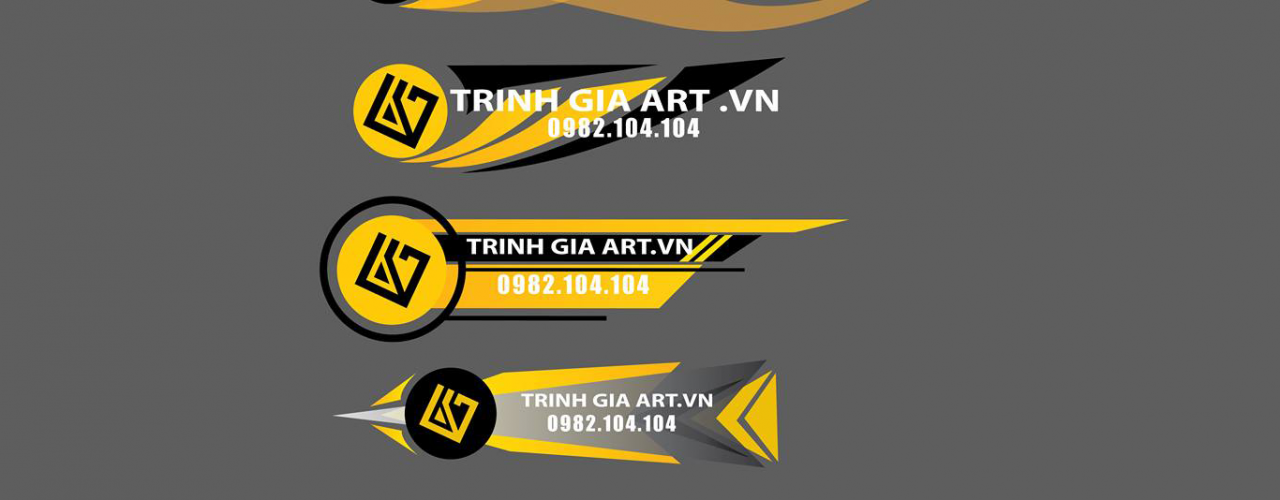 TRINH GIA ART .VN
0982.104.104
TRINH GIA ART.VN
0982.104.104
TRINH GIA ART.VN
0982.104.104